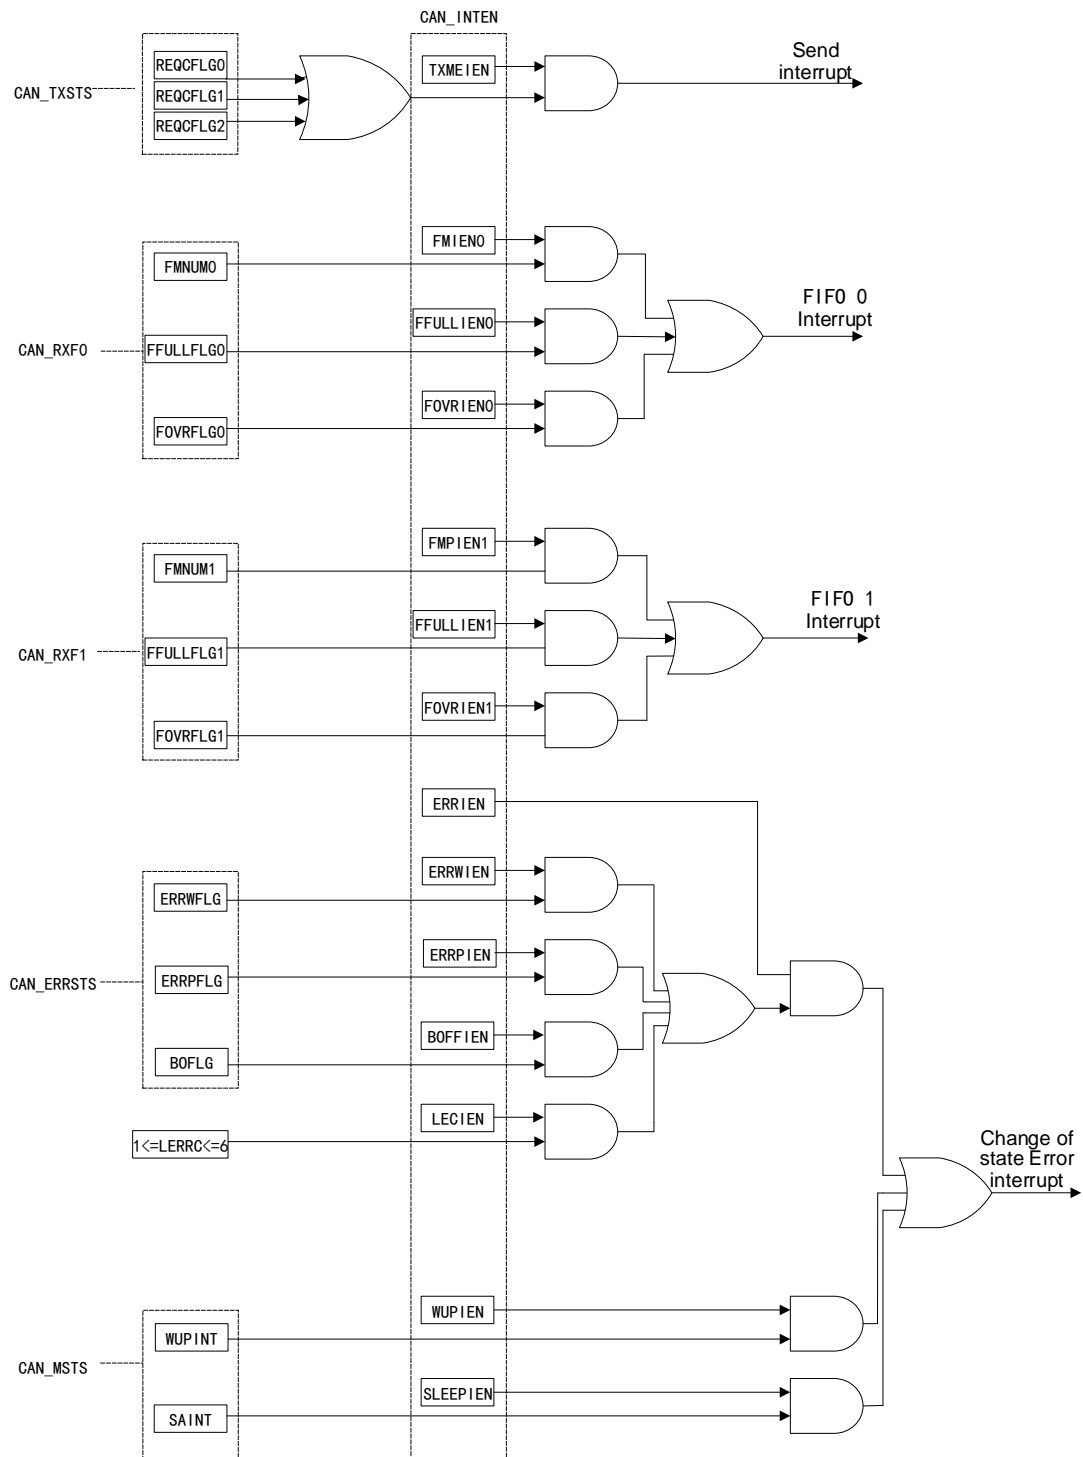 CAN_INTEN
Send
interrupt
CAN_TXSTS
REQCFLG0
REQCFLG1
REQCFLG2
TXMEIEN
FMIEN0
FMNUM0
FIFO 0
Interrupt
CAN_RXF0
FFULLIEN0
FFULLFLG0
FOVRIEN0
FOVRFLG0
FMPIEN1
FMNUM1
FIFO 1
Interrupt
CAN_RXF1
FFULLIEN1
FFULLFLG1
FOVRIEN1
FOVRFLG1
ERRIEN
ERRWIEN
ERRWFLG
ERRPIEN
CAN_ERRSTS
ERRPFLG
BOFFIEN
BOFLG
LECIEN
1<=LERRC<=6
Change of
state Error
interrupt
WUPIEN
WUPINT
CAN_MSTS
SLEEPIEN
SAINT